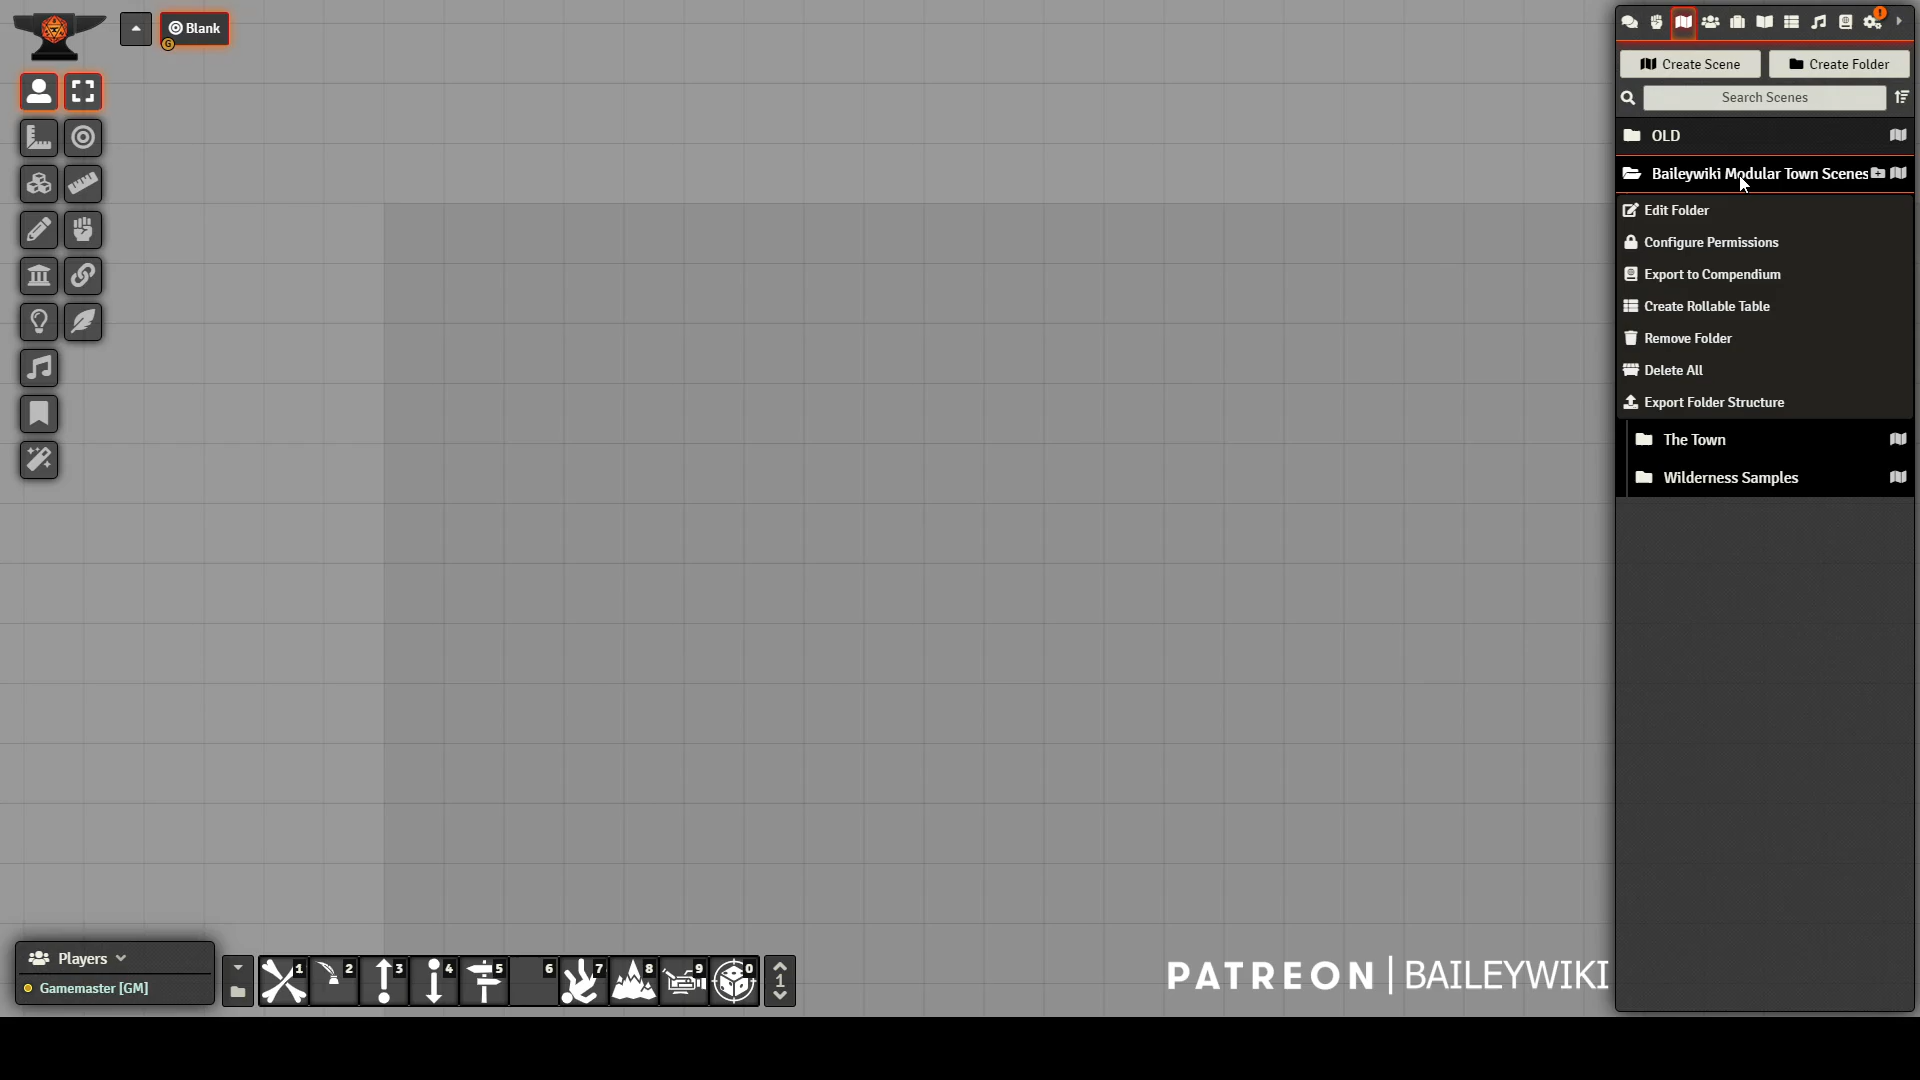 Blank
G
Create Scene
Create Folder
Search Scenes
OLD
Baileywiki Modular Town Scenes
Edit Folder
Configure Permissions
Export to Compendium
Create Rollable Table
Remove Folder
Delete All
Export Folder Structure
The Town
Wilderness Samples
Players
Gamemaster [GM]
1 2 3 4 5 6 7 8 9 0
1
PATREON | BAILEYWIKI